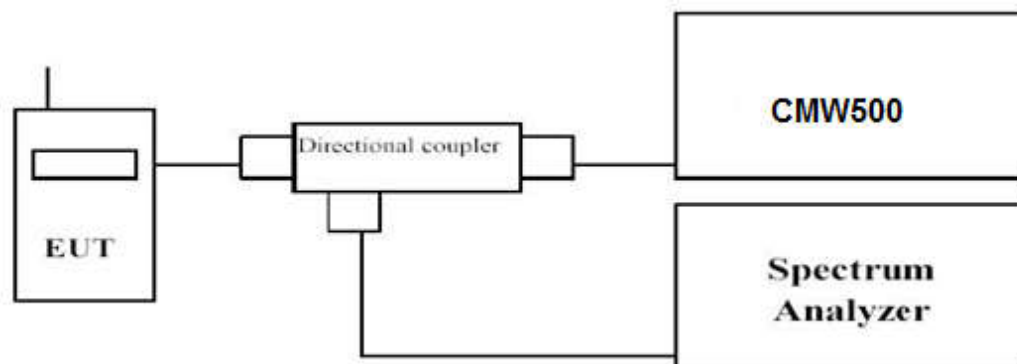 CMW500
Directional coupler
EUT
Spectrum
Analyzer